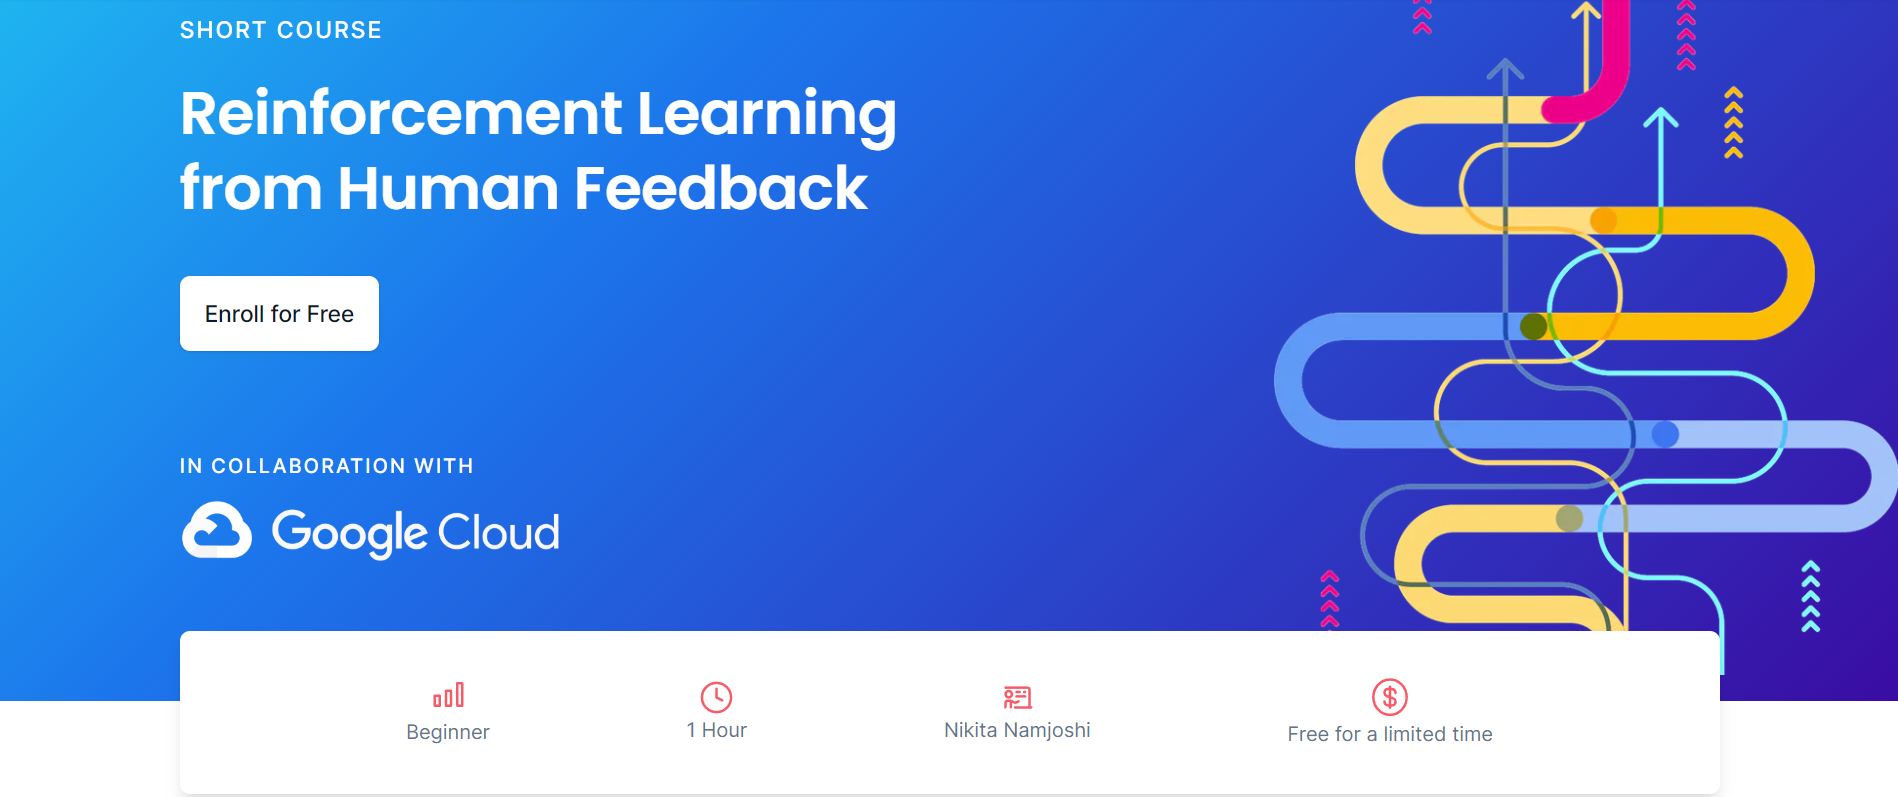 SHORT COURSE
Reinforcement Learning
from Human Feedback
Enroll for Free
IN COLLABORATION WITH
Google Cloud
Beginner
1 Hour
Nikita Namjoshi
Free for a limited time